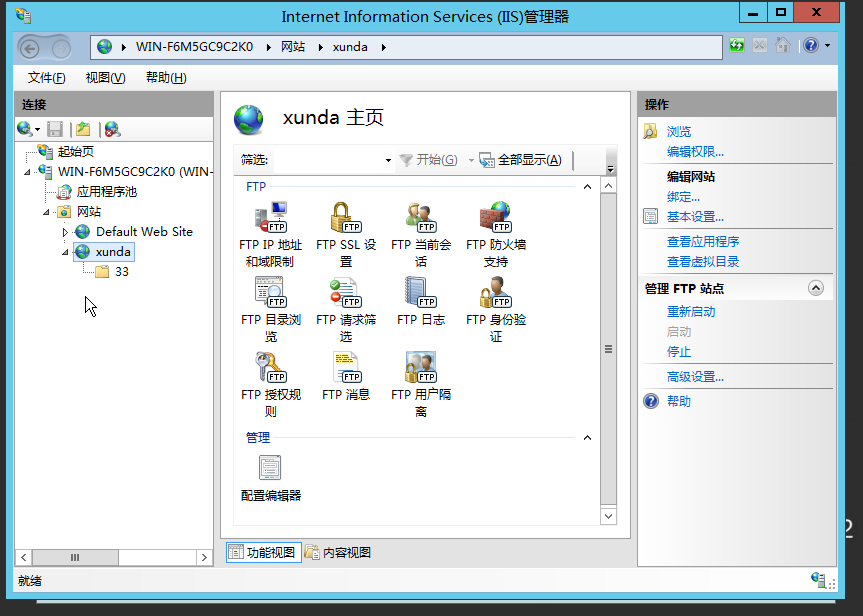 Internet Information Services (IIS)管理器
WIN-F6M5GC9C2K0 网站 xunda
文件(F) 视图(V) 帮助(H)
连接
起始页
WIN-F6M5GC9C2K0 (WIN-
应用程序池
网站
Default Web Site
xunda
33
xunda 主页
筛选: 开始(G) 全部显示(A)
FTP
FTP IP 地址
和域限制
FTP SSL 设
置
FTP 当前会
话
FTP 防火墙
支持
FTP 目录浏
览
FTP 请求筛
选
FTP 日志
FTP 身份验
证
FTP 授权规
则
FTP 消息
FTP 用户隔
离
管理
配置编辑器
功能视图 内容视图
操作
浏览
编辑权限...
编辑网站
绑定...
基本设置...
查看应用程序
查看虚拟目录
管理 FTP 站点
重新启动
启动
停止
高级设置...
帮助
2
就绪